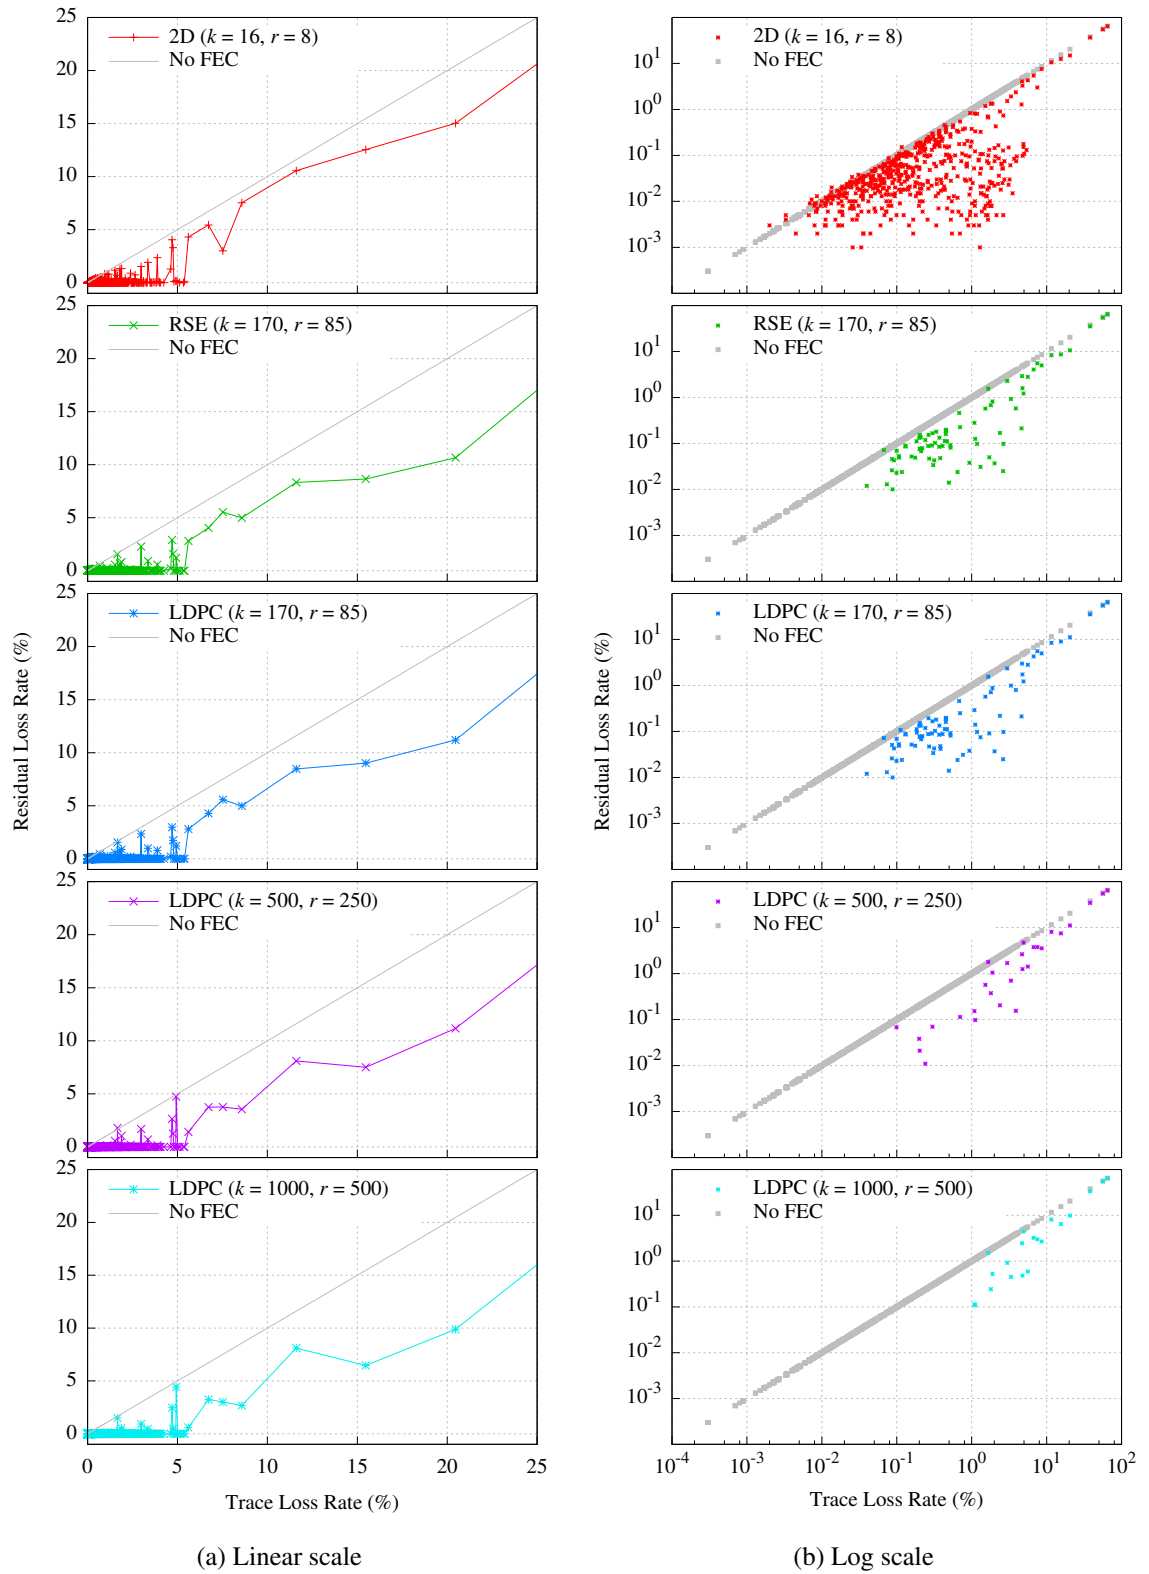 25
20
15
10
5
0
2D (k = 16, r = 8)
No FEC
10^1
10^0
10^-1
10^-2
10^-3
2D (k = 16, r = 8)
No FEC
25
20
15
10
5
0
RSE (k = 170, r = 85)
No FEC
10^1
10^0
10^-1
10^-2
10^-3
RSE (k = 170, r = 85)
No FEC
Residual Loss Rate (%)
25
20
15
10
5
0
LDPC (k = 170, r = 85)
No FEC
Residual Loss Rate (%)
10^1
10^0
10^-1
10^-2
10^-3
LDPC (k = 170, r = 85)
No FEC
25
20
15
10
5
0
LDPC (k = 500, r = 250)
No FEC
10^1
10^0
10^-1
10^-2
10^-3
LDPC (k = 500, r = 250)
No FEC
25
20
15
10
5
0
LDPC (k = 1000, r = 500)
No FEC
10^1
10^0
10^-1
10^-2
10^-3
LDPC (k = 1000, r = 500)
No FEC
0 5 10 15 20 25
Trace Loss Rate (%)
10^-4 10^-3 10^-2 10^-1 10^0 10^1 10^2
Trace Loss Rate (%)
(a) Linear scale
(b) Log scale